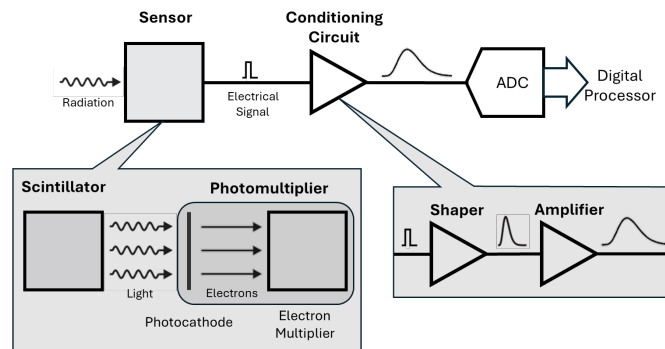 Sensor
Conditioning
Circuit
Radiation
Electrical
Signal
ADC
Digital
Processor
Scintillator
Photomultiplier
Light
Electrons
Photocathode
Electron
Multiplier
Shaper
Amplifier